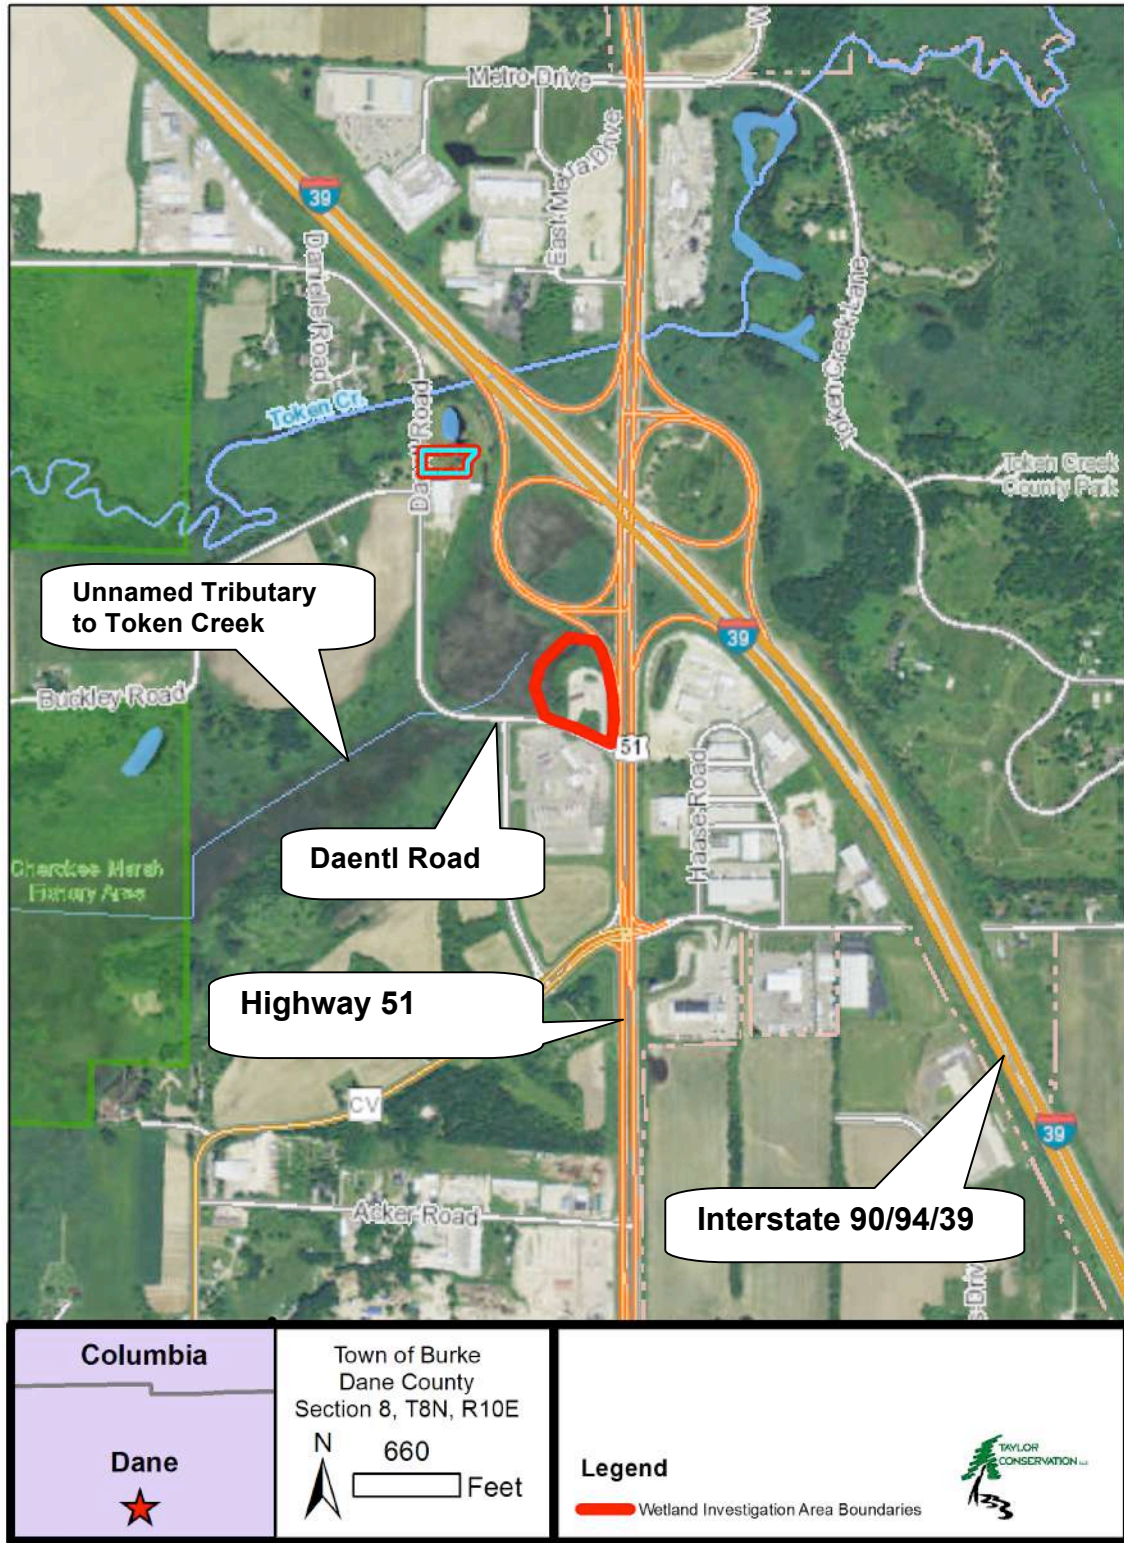 Metro Drive
East Metro Drive
39
Danielle Road
Token Cr.
Daentl Road
Token Creek Lane
Token Creek
County Park
Unnamed Tributary
to Token Creek
39
Buckley Road
51
Haase Road
Daentl Road
Cherokee Marsh
Fishery Area
Highway 51
CV
39
Interstate 90/94/39
Acker Road
Columbia
Dane
Town of Burke
Dane County
Section 8, T8N, R10E
N
660
Feet
Legend
Wetland Investigation Area Boundaries
TAYLOR
CONSERVATION LLC